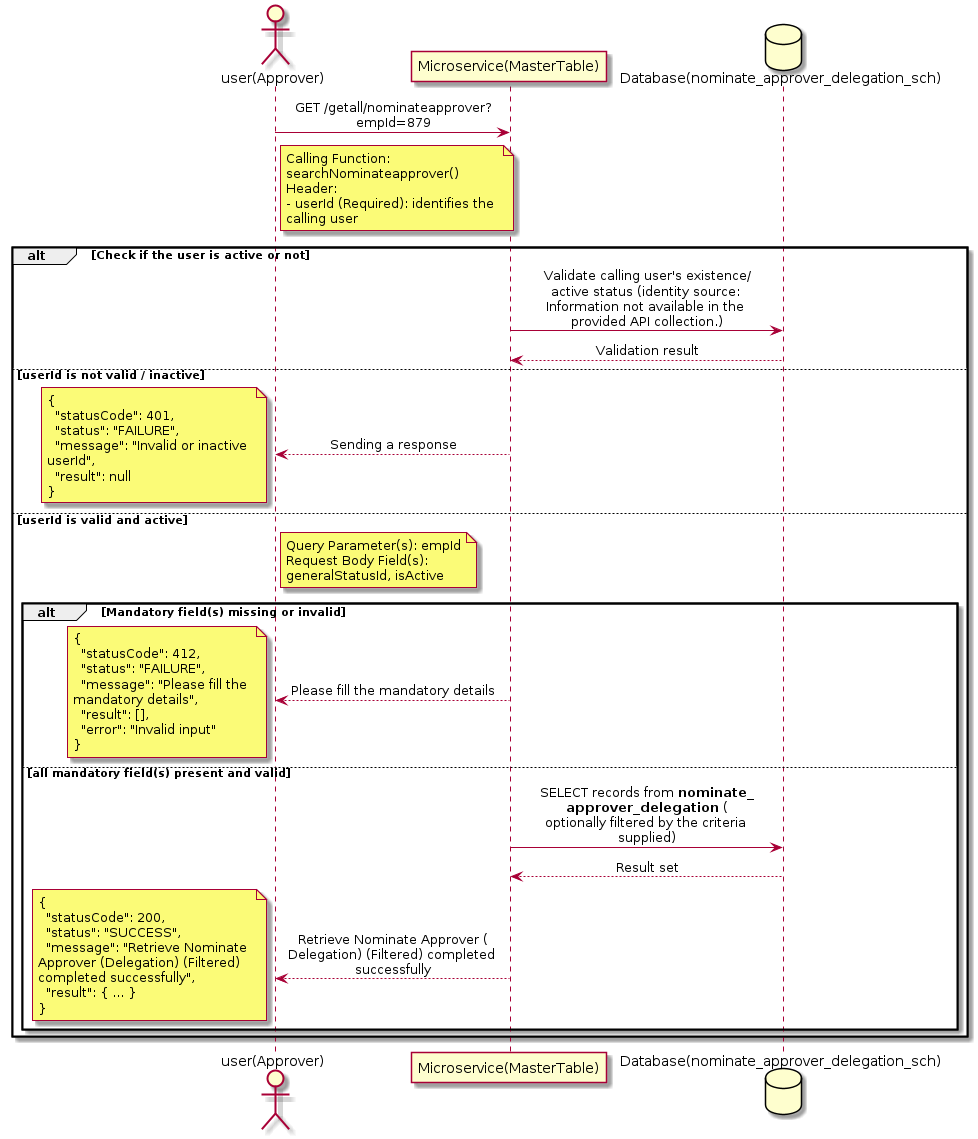 user(Approver)
Microservice(MasterTable)
Database(nominate_approver_delegation_sch)
GET /getall/nominateapprover?
empId=879
Calling Function:
searchNominateapprover()
Header:
- userId (Required): identifies the
calling user
alt
[Check if the user is active or not]
Validate calling user's existence/
active status (identity source:
Information not available in the
provided API collection.)
Validation result
[userId is not valid / inactive]
{
"statusCode": 401,
"status": "FAILURE",
"message": "Invalid or inactive
userId",
"result": null
}
Sending a response
[userId is valid and active]
Query Parameter(s): empId
Request Body Field(s):
generalStatusId, isActive
alt
[Mandatory field(s) missing or invalid]
{
"statusCode": 412,
"status": "FAILURE",
"message": "Please fill the
mandatory details",
"result": [],
"error": "Invalid input"
}
Please fill the mandatory details
[all mandatory field(s) present and valid]
SELECT records from nominate_
approver_delegation (
optionally filtered by the criteria
supplied)
Result set
{
"statusCode": 200,
"status": "SUCCESS",
"message": "Retrieve Nominate
Approver (Delegation) (Filtered)
completed successfully",
"result": { ... }
}
Retrieve Nominate Approver (
Delegation) (Filtered) completed
successfully
user(Approver)
Microservice(MasterTable)
Database(nominate_approver_delegation_sch)